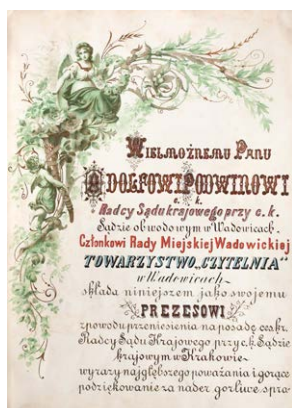 Wielmożnemu Panu
Adolfowi Podwinowi
c. k.
Radcy Sądu krajowego przy c. k.
Sądzie obwodowym w Wadowicach
Członkowi Rady Miejskiej Wadowickiej
TOWARZYSTWO „CZYTELNIA”
w Wadowicach
składa niniejszem jako swojemu
PREZESOWI
z powodu przeniesienia na posadę ces. kr.
Radcy Sądu Krajowego przy c. k. Sądzie
krajowym w Krakowie
wyrazy najgłębszego poważania i gorące
podziękowanie za nader gorliwe spra-